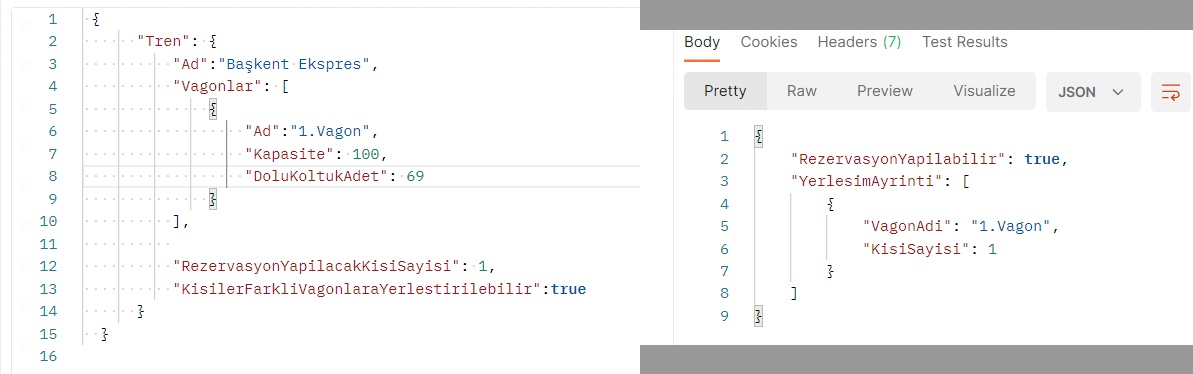 1 {
2 "Tren": {
3 "Ad":"Başkent Ekspres",
4 "Vagonlar": [
5 {
6 "Ad":"1.Vagon",
7 "Kapasite": 100,
8 "DoluKoltukAdet": 69
9 }
10 ],
11
12 "RezervasyonYapilacakKisiSayisi": 1,
13 "KisilerFarkliVagonlaraYerlestirilebilir":true
14 }
15 }
16
Body Cookies Headers (7) Test Results
Pretty Raw Preview Visualize JSON
1 {
2 "RezervasyonYapilabilir": true,
3 "YerlesimAyrinti": [
4 {
5 "VagonAdi": "1.Vagon",
6 "KisiSayisi": 1
7 }
8 ]
9 }